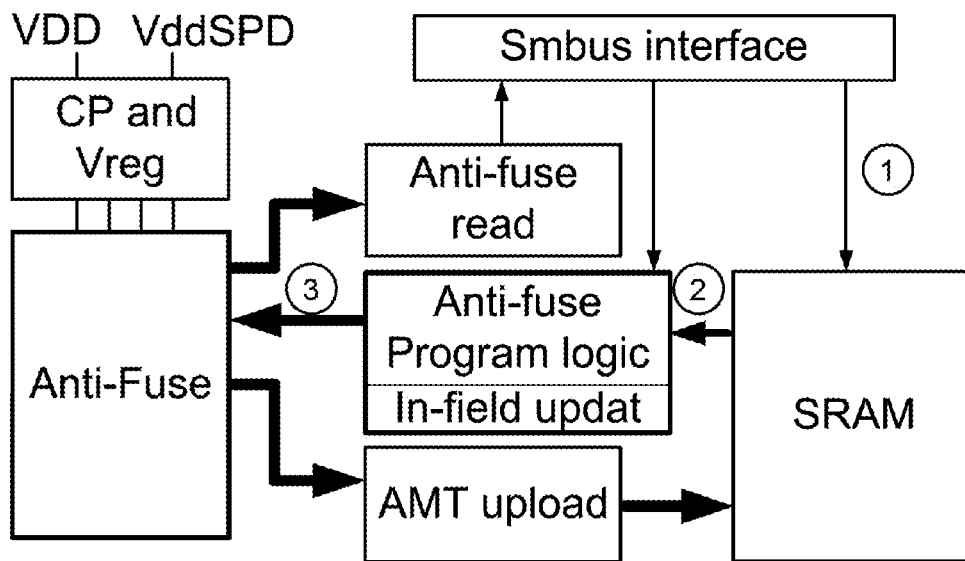 VDD VddSPD
Smbus interface
CP and
Vreg
1
Anti-fuse
read
3
2
Anti-fuse
Program logic
In-field updat
Anti-Fuse
SRAM
AMT upload